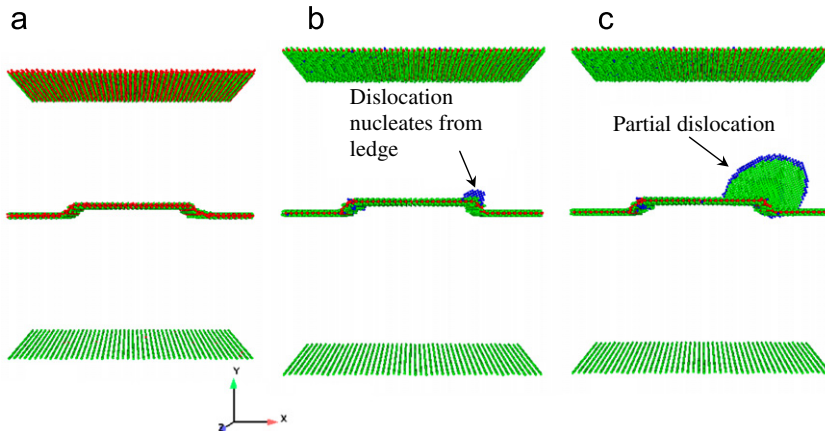 a
b
c
Dislocation
nucleates from
ledge
Partial dislocation
Y
X
Z